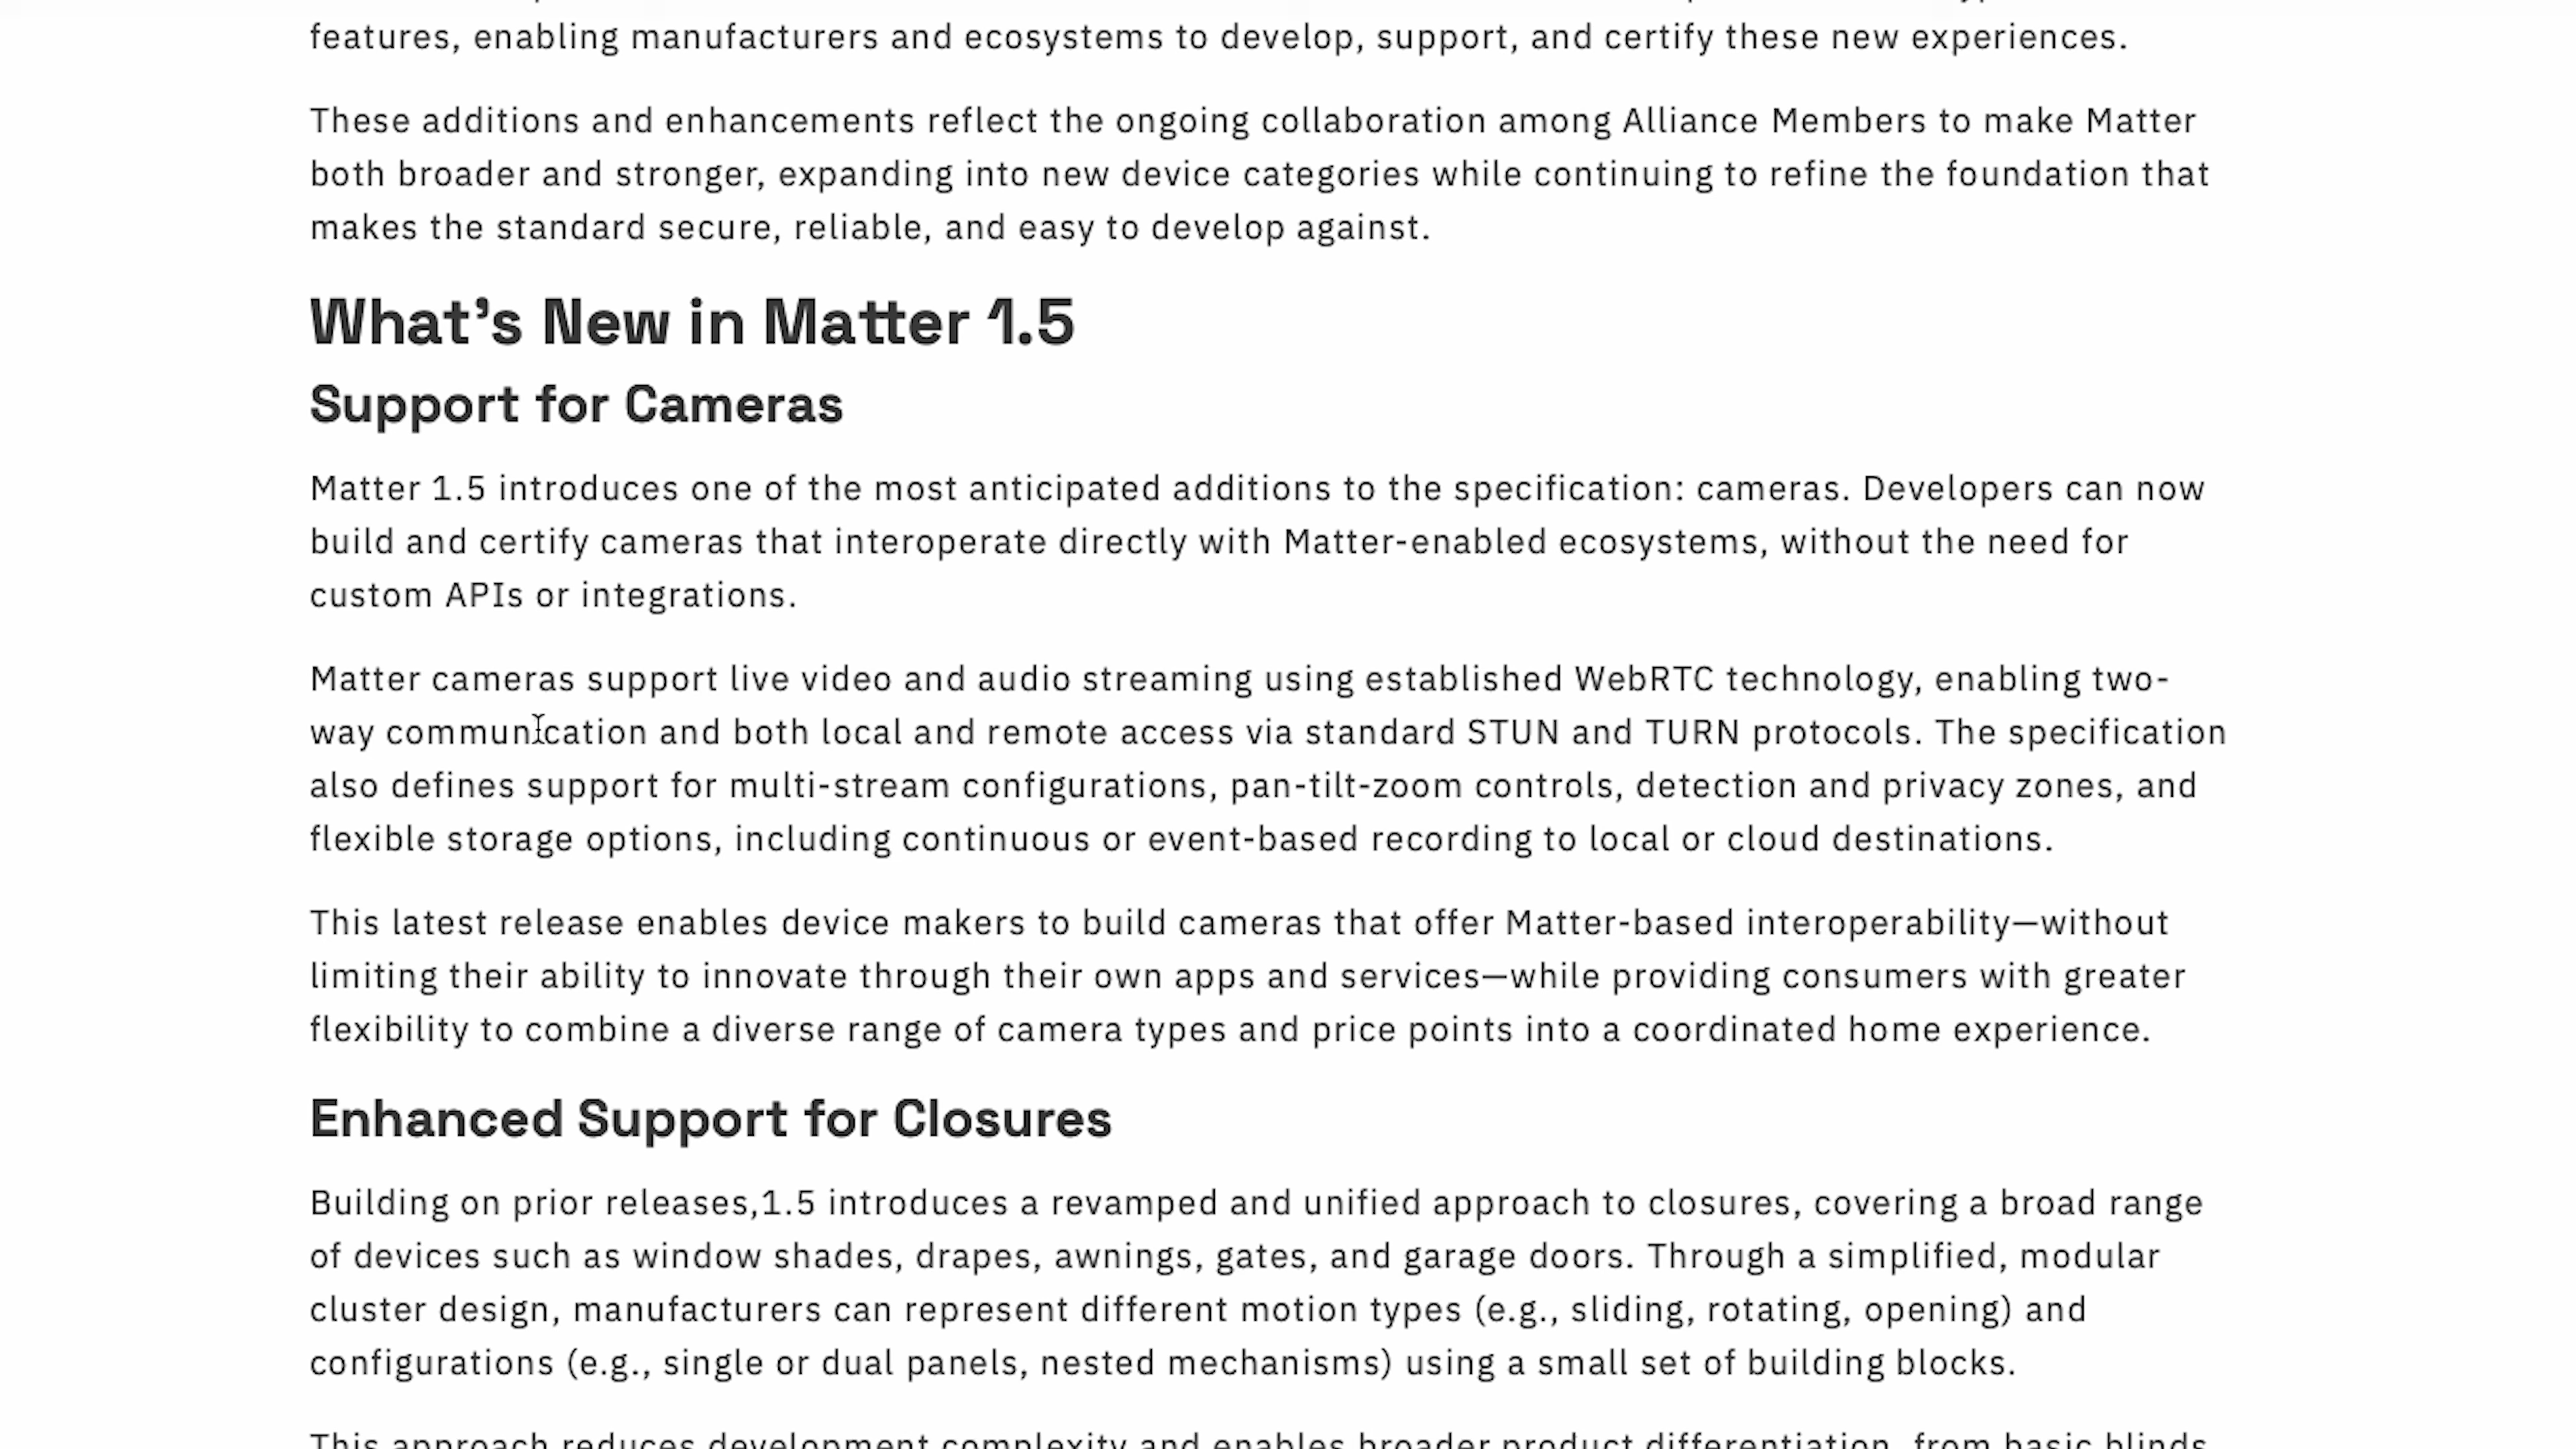 features, enabling manufacturers and ecosystems to develop, support, and certify these new experiences.
These additions and enhancements reflect the ongoing collaboration among Alliance Members to make Matter
both broader and stronger, expanding into new device categories while continuing to refine the foundation that
makes the standard secure, reliable, and easy to develop against.
What’s New in Matter 1.5
Support for Cameras
Matter 1.5 introduces one of the most anticipated additions to the specification: cameras. Developers can now
build and certify cameras that interoperate directly with Matter-enabled ecosystems, without the need for
custom APIs or integrations.
Matter cameras support live video and audio streaming using established WebRTC technology, enabling two-
way communication and both local and remote access via standard STUN and TURN protocols. The specification
also defines support for multi-stream configurations, pan-tilt-zoom controls, detection and privacy zones, and
flexible storage options, including continuous or event-based recording to local or cloud destinations.
This latest release enables device makers to build cameras that offer Matter-based interoperability—without
limiting their ability to innovate through their own apps and services—while providing consumers with greater
flexibility to combine a diverse range of camera types and price points into a coordinated home experience.
Enhanced Support for Closures
Building on prior releases,1.5 introduces a revamped and unified approach to closures, covering a broad range
of devices such as window shades, drapes, awnings, gates, and garage doors. Through a simplified, modular
cluster design, manufacturers can represent different motion types (e.g., sliding, rotating, opening) and
configurations (e.g., single or dual panels, nested mechanisms) using a small set of building blocks.
This approach reduces development complexity and enables broader product differentiation, from basic blinds